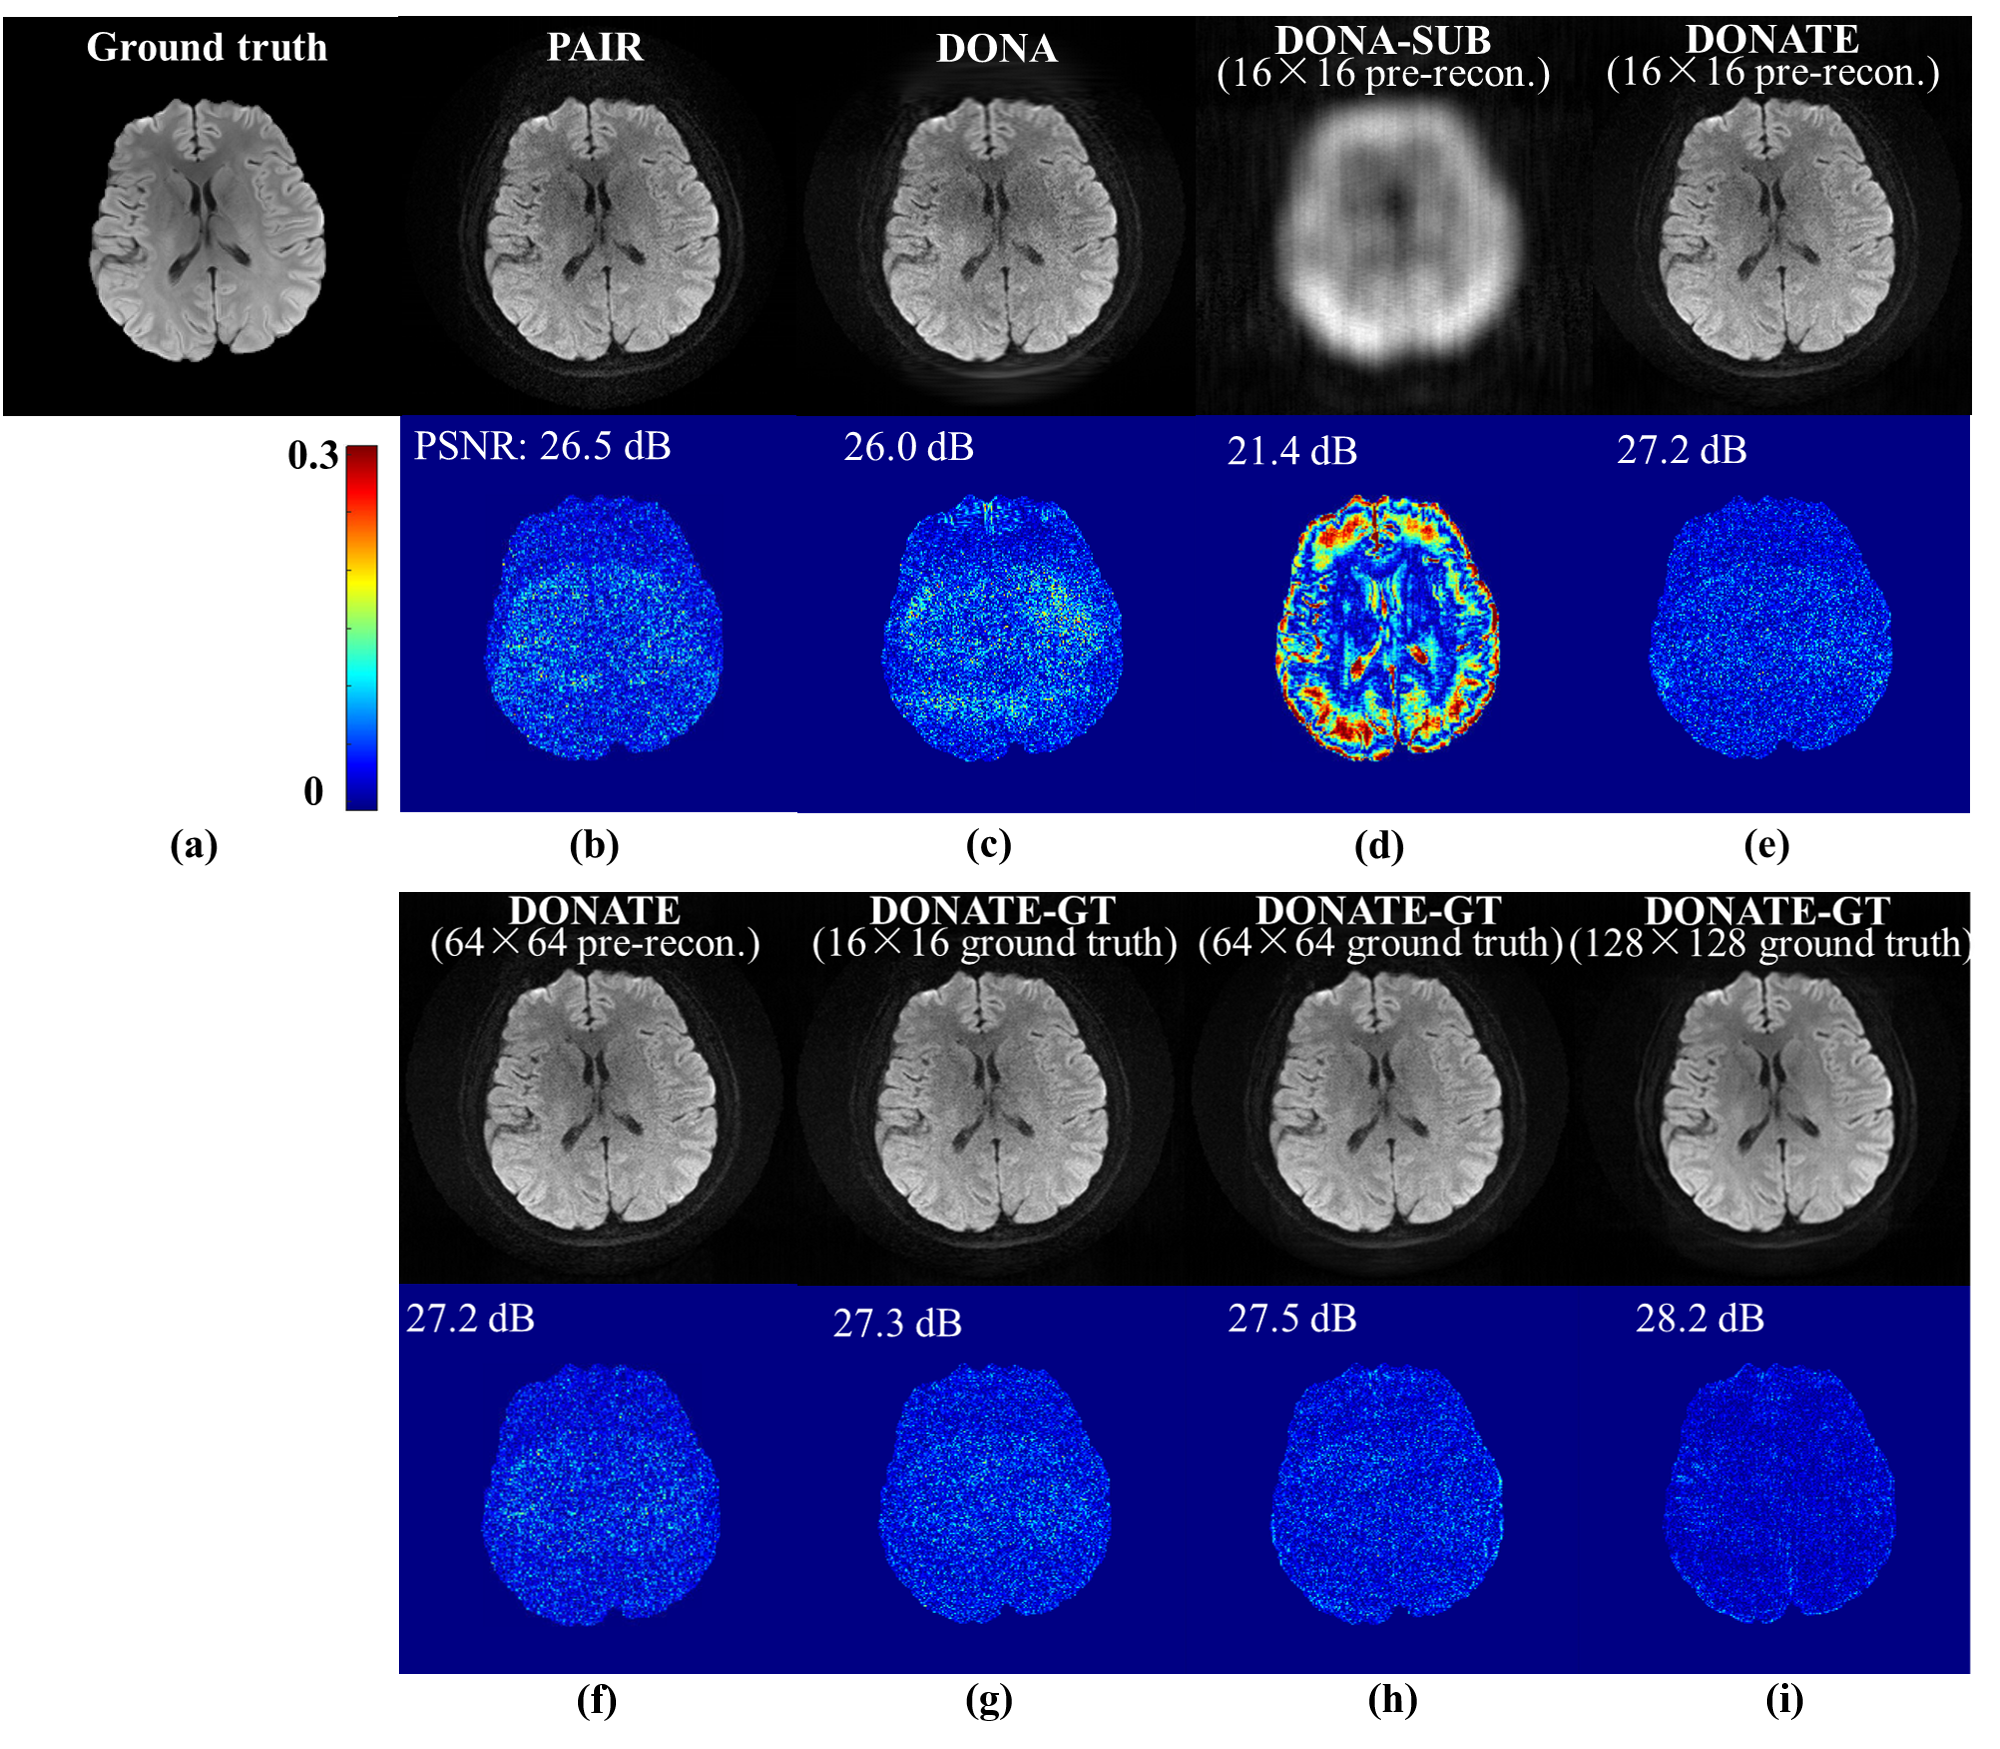 Ground truth
PAIR
DONA
DONA-SUB
(16×16 pre-recon.)
DONATE
(16×16 pre-recon.)
0.3
0
PSNR: 26.5 dB
26.0 dB
21.4 dB
27.2 dB
(a)
(b)
(c)
(d)
(e)
DONATE
(64×64 pre-recon.)
DONATE-GT
(16×16 ground truth)
DONATE-GT
(64×64 ground truth)
DONATE-GT
(128×128 ground truth)
27.2 dB
27.3 dB
27.5 dB
28.2 dB
(f)
(g)
(h)
(i)